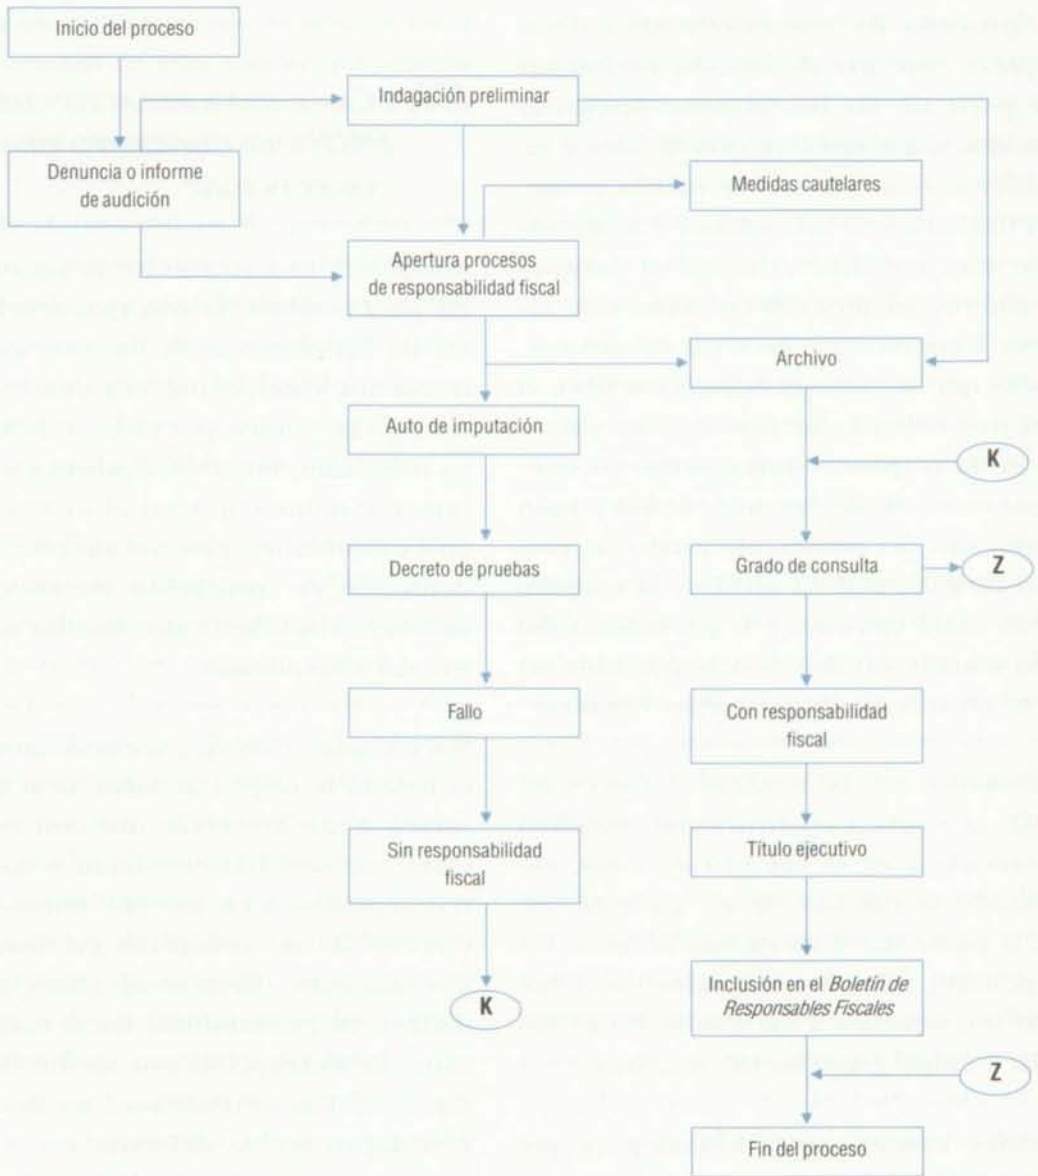 Inicio del proceso
Indagación preliminar
Denuncia o informe
de audición
Medidas cautelares
Apertura procesos
de responsabilidad fiscal
Archivo
Auto de imputación
K
Decreto de pruebas
Grado de consulta
Z
Fallo
Con responsabilidad
fiscal
Sin responsabilidad
fiscal
Título ejecutivo
K
Inclusión en el Boletín de
Responsables Fiscales
Z
Fin del proceso